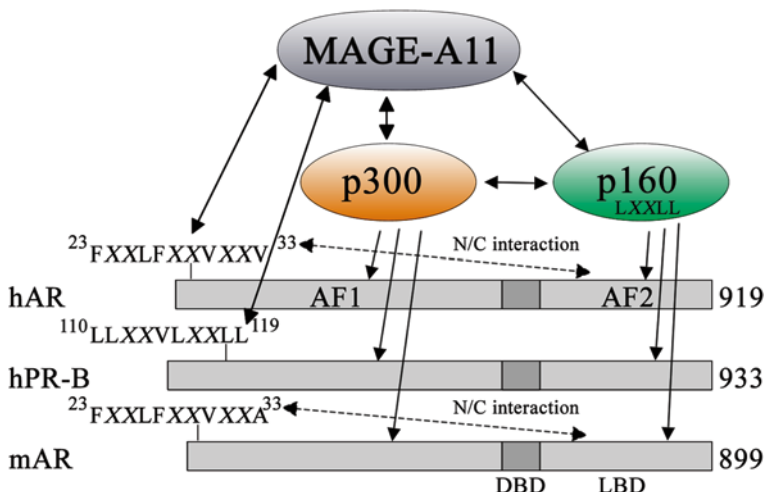 MAGE-A11
p300
p160
LXXLL
23FXXLFXXVXXV33
N/C interaction
hAR
AF1
AF2
919
110LLXXVLXXLL119
hPR-B
933
23FXXLFXXVXXA33
N/C interaction
mAR
899
DBD
LBD